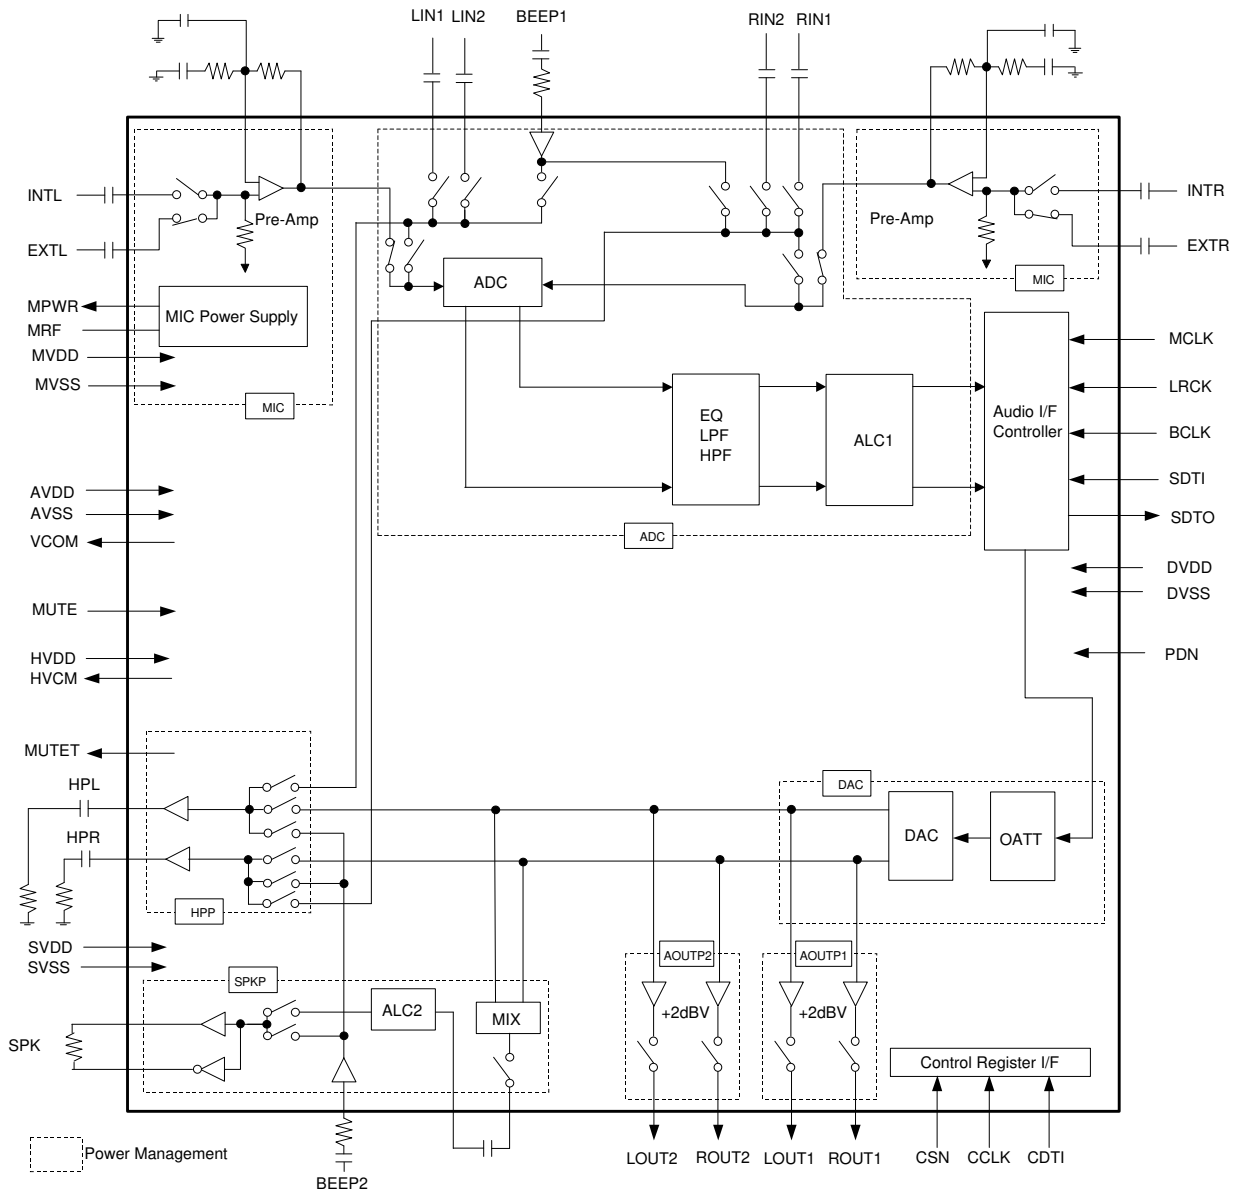 LIN1 LIN2 BEEP1 RIN2 RIN1
INTL
Pre-Amp
EXTL
MPWR
MRF
MIC Power Supply
MVDD
MVSS
MIC
ADC
Pre-Amp
INTR
EXTR
MIC
EQ
LPF
HPF
ALC1
Audio I/F
Controller
ADC
MCLK
LRCK
BCLK
SDTI
SDTO
DVDD
DVSS
PDN
AVDD
AVSS
VCOM
MUTE
HVDD
HVCM
MUTET
HPL
HPR
HPP
DAC
DAC
OATT
SVDD
SVSS
SPKP
ALC2
MIX
SPK
AOUTP2
+2dBV
AOUTP1
+2dBV
Control Register I/F
BEEP2
LOUT2 ROUT2 LOUT1 ROUT1 CSN CCLK CDTI
Power Management